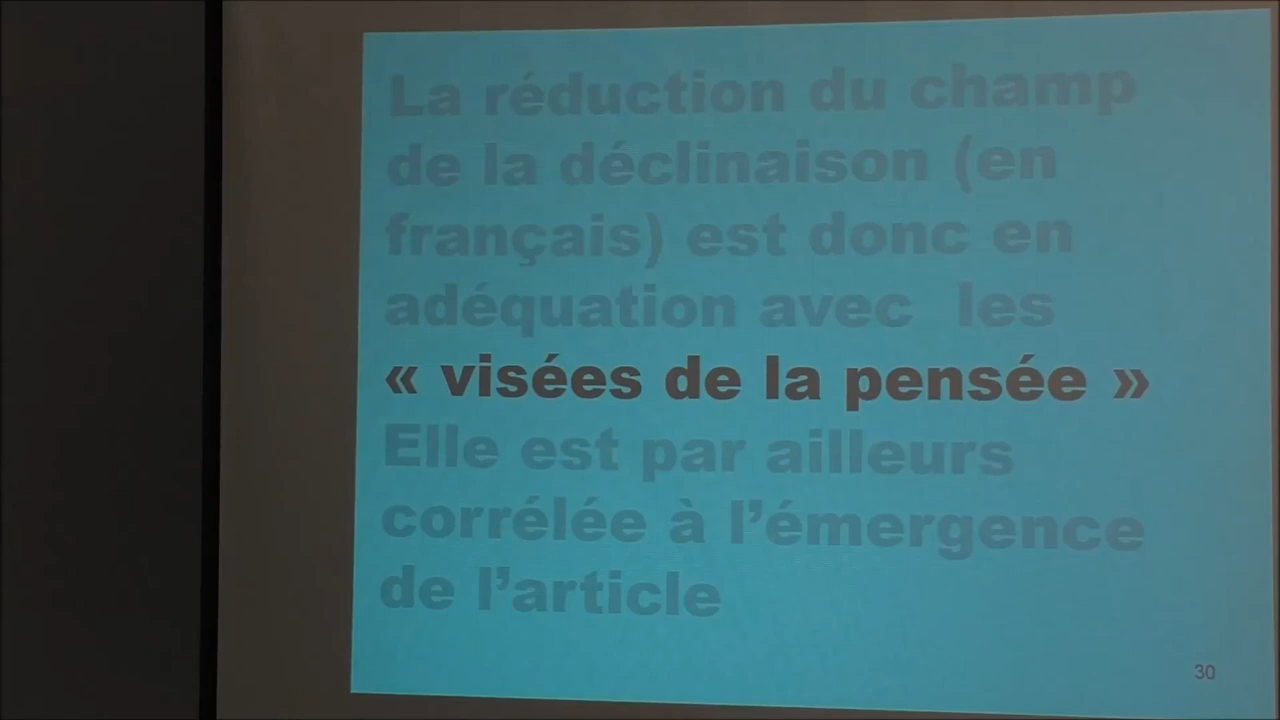 La réduction du champ
de la déclinaison (en
français) est donc en
adéquation avec les
« visées de la pensée »
Elle est par ailleurs
corrélée à l’émergence
de l’article
30